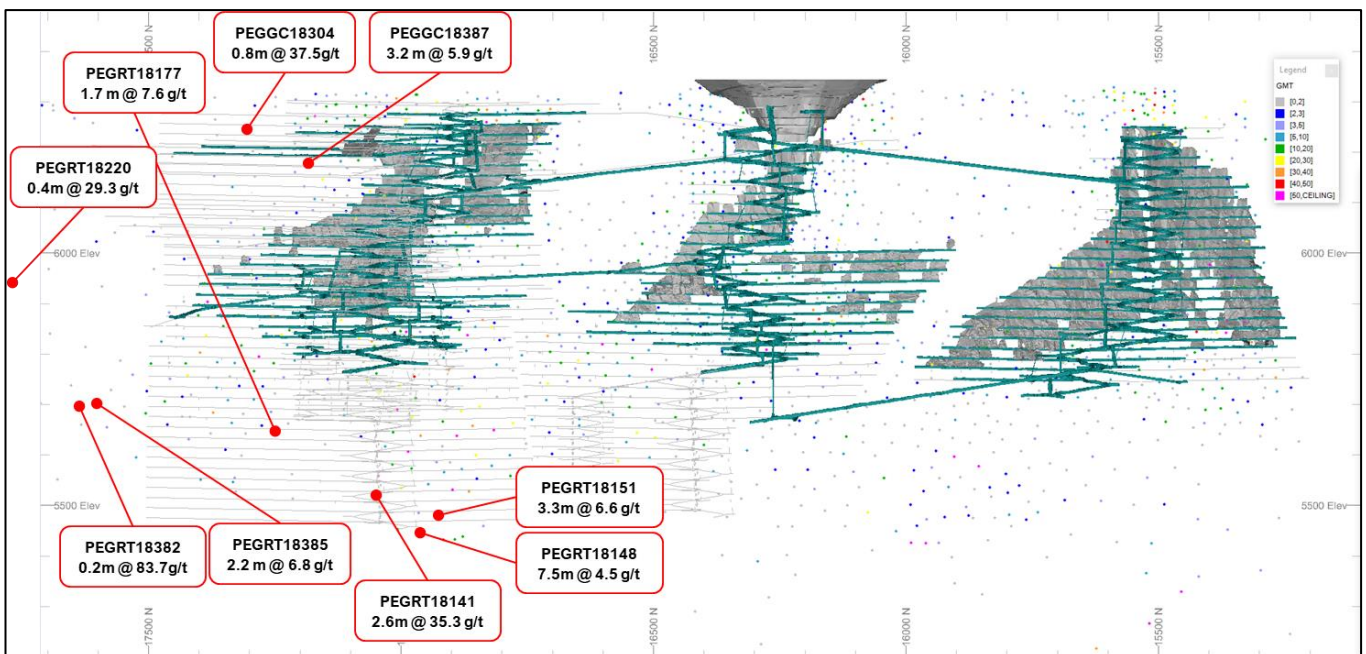 PEGGC18304
0.8m @ 37.5g/t
PEGGC18387
3.2 m @ 5.9 g/t
PEGRT18177
1.7 m @ 7.6 g/t
PEGRT18220
0.4m @ 29.3 g/t
16500 N
16000 N
15500 N
Legend
GMT
[0,2]
[2,3]
[3,5]
[5,10]
[10,20]
[20,30]
[30,40]
[40,50]
[50,CEILING]
6000 Elev
6000 Elev
5500 Elev
5500 Elev
PEGRT18382
0.2m @ 83.7g/t
PEGRT18385
2.2 m @ 6.8 g/t
PEGRT18151
3.3m @ 6.6 g/t
PEGRT18148
7.5m @ 4.5 g/t
PEGRT18141
2.6m @ 35.3 g/t
17500 N
16500 N
16000 N
15500 N